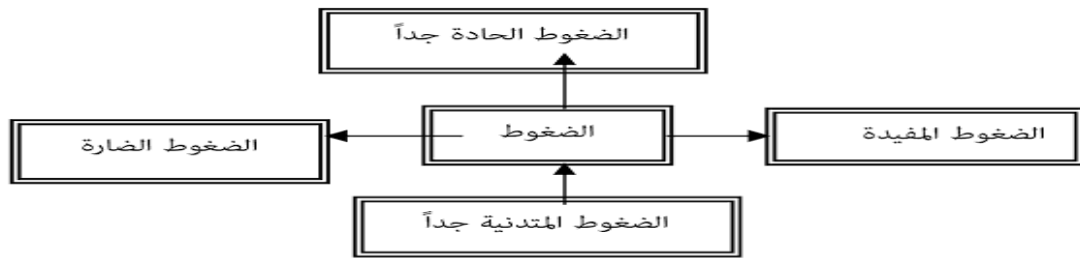 الضغوط الحادة جداً
الضغوط المفيدة
الضغوط
الضغوط الضارة
الضغوط المتدنية جداً